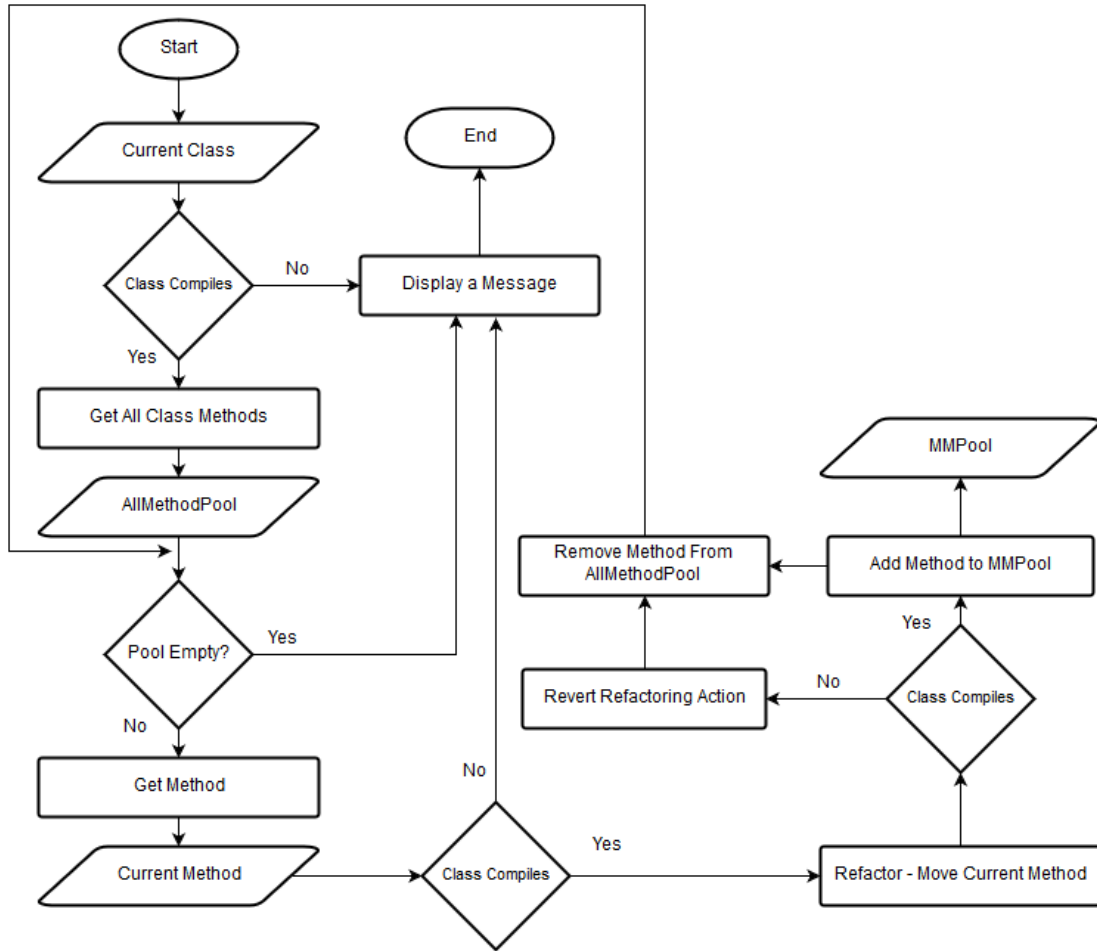 Start
Current Class
Class Compiles
No
Yes
Display a Message
End
Get All Class Methods
AllMethodPool
Pool Empty?
Yes
No
Get Method
Current Method
Class Compiles
No
Yes
Refactor - Move Current Method
Class Compiles
No
Yes
Revert Refactoring Action
Add Method to MMPool
MMPool
Remove Method From
AllMethodPool